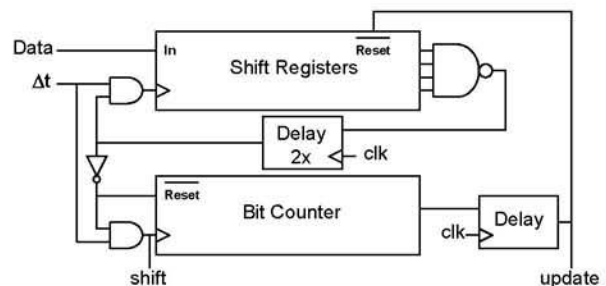 Data
In
Reset
Shift Registers
Δt
Delay
2x
clk
Reset
Bit Counter
Delay
clk
shift
update